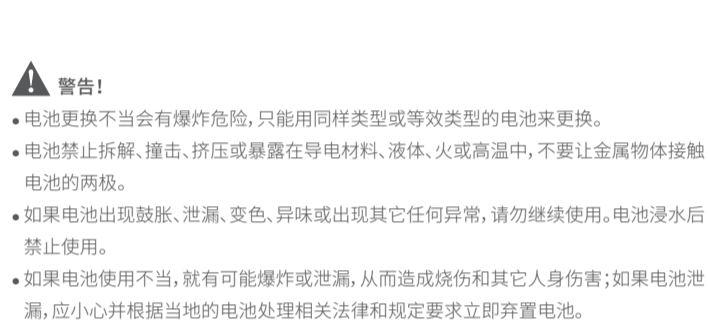 警告!
• 电池更换不当会有爆炸危险,只能用同样类型或等效类型的电池来更换。
• 电池禁止拆解、撞击、挤压或暴露在导电材料、液体、火或高温中,不要让金属物体接触
电池的两极。
• 如果电池出现鼓胀、泄漏、变色、异味或出现其它任何异常,请勿继续使用。电池浸水后
禁止使用。
• 如果电池使用不当,就有可能爆炸或泄漏,从而造成烧伤和其它人身伤害;如果电池泄
漏,应小心并根据当地的电池处理相关法律和规定要求立即弃置电池。